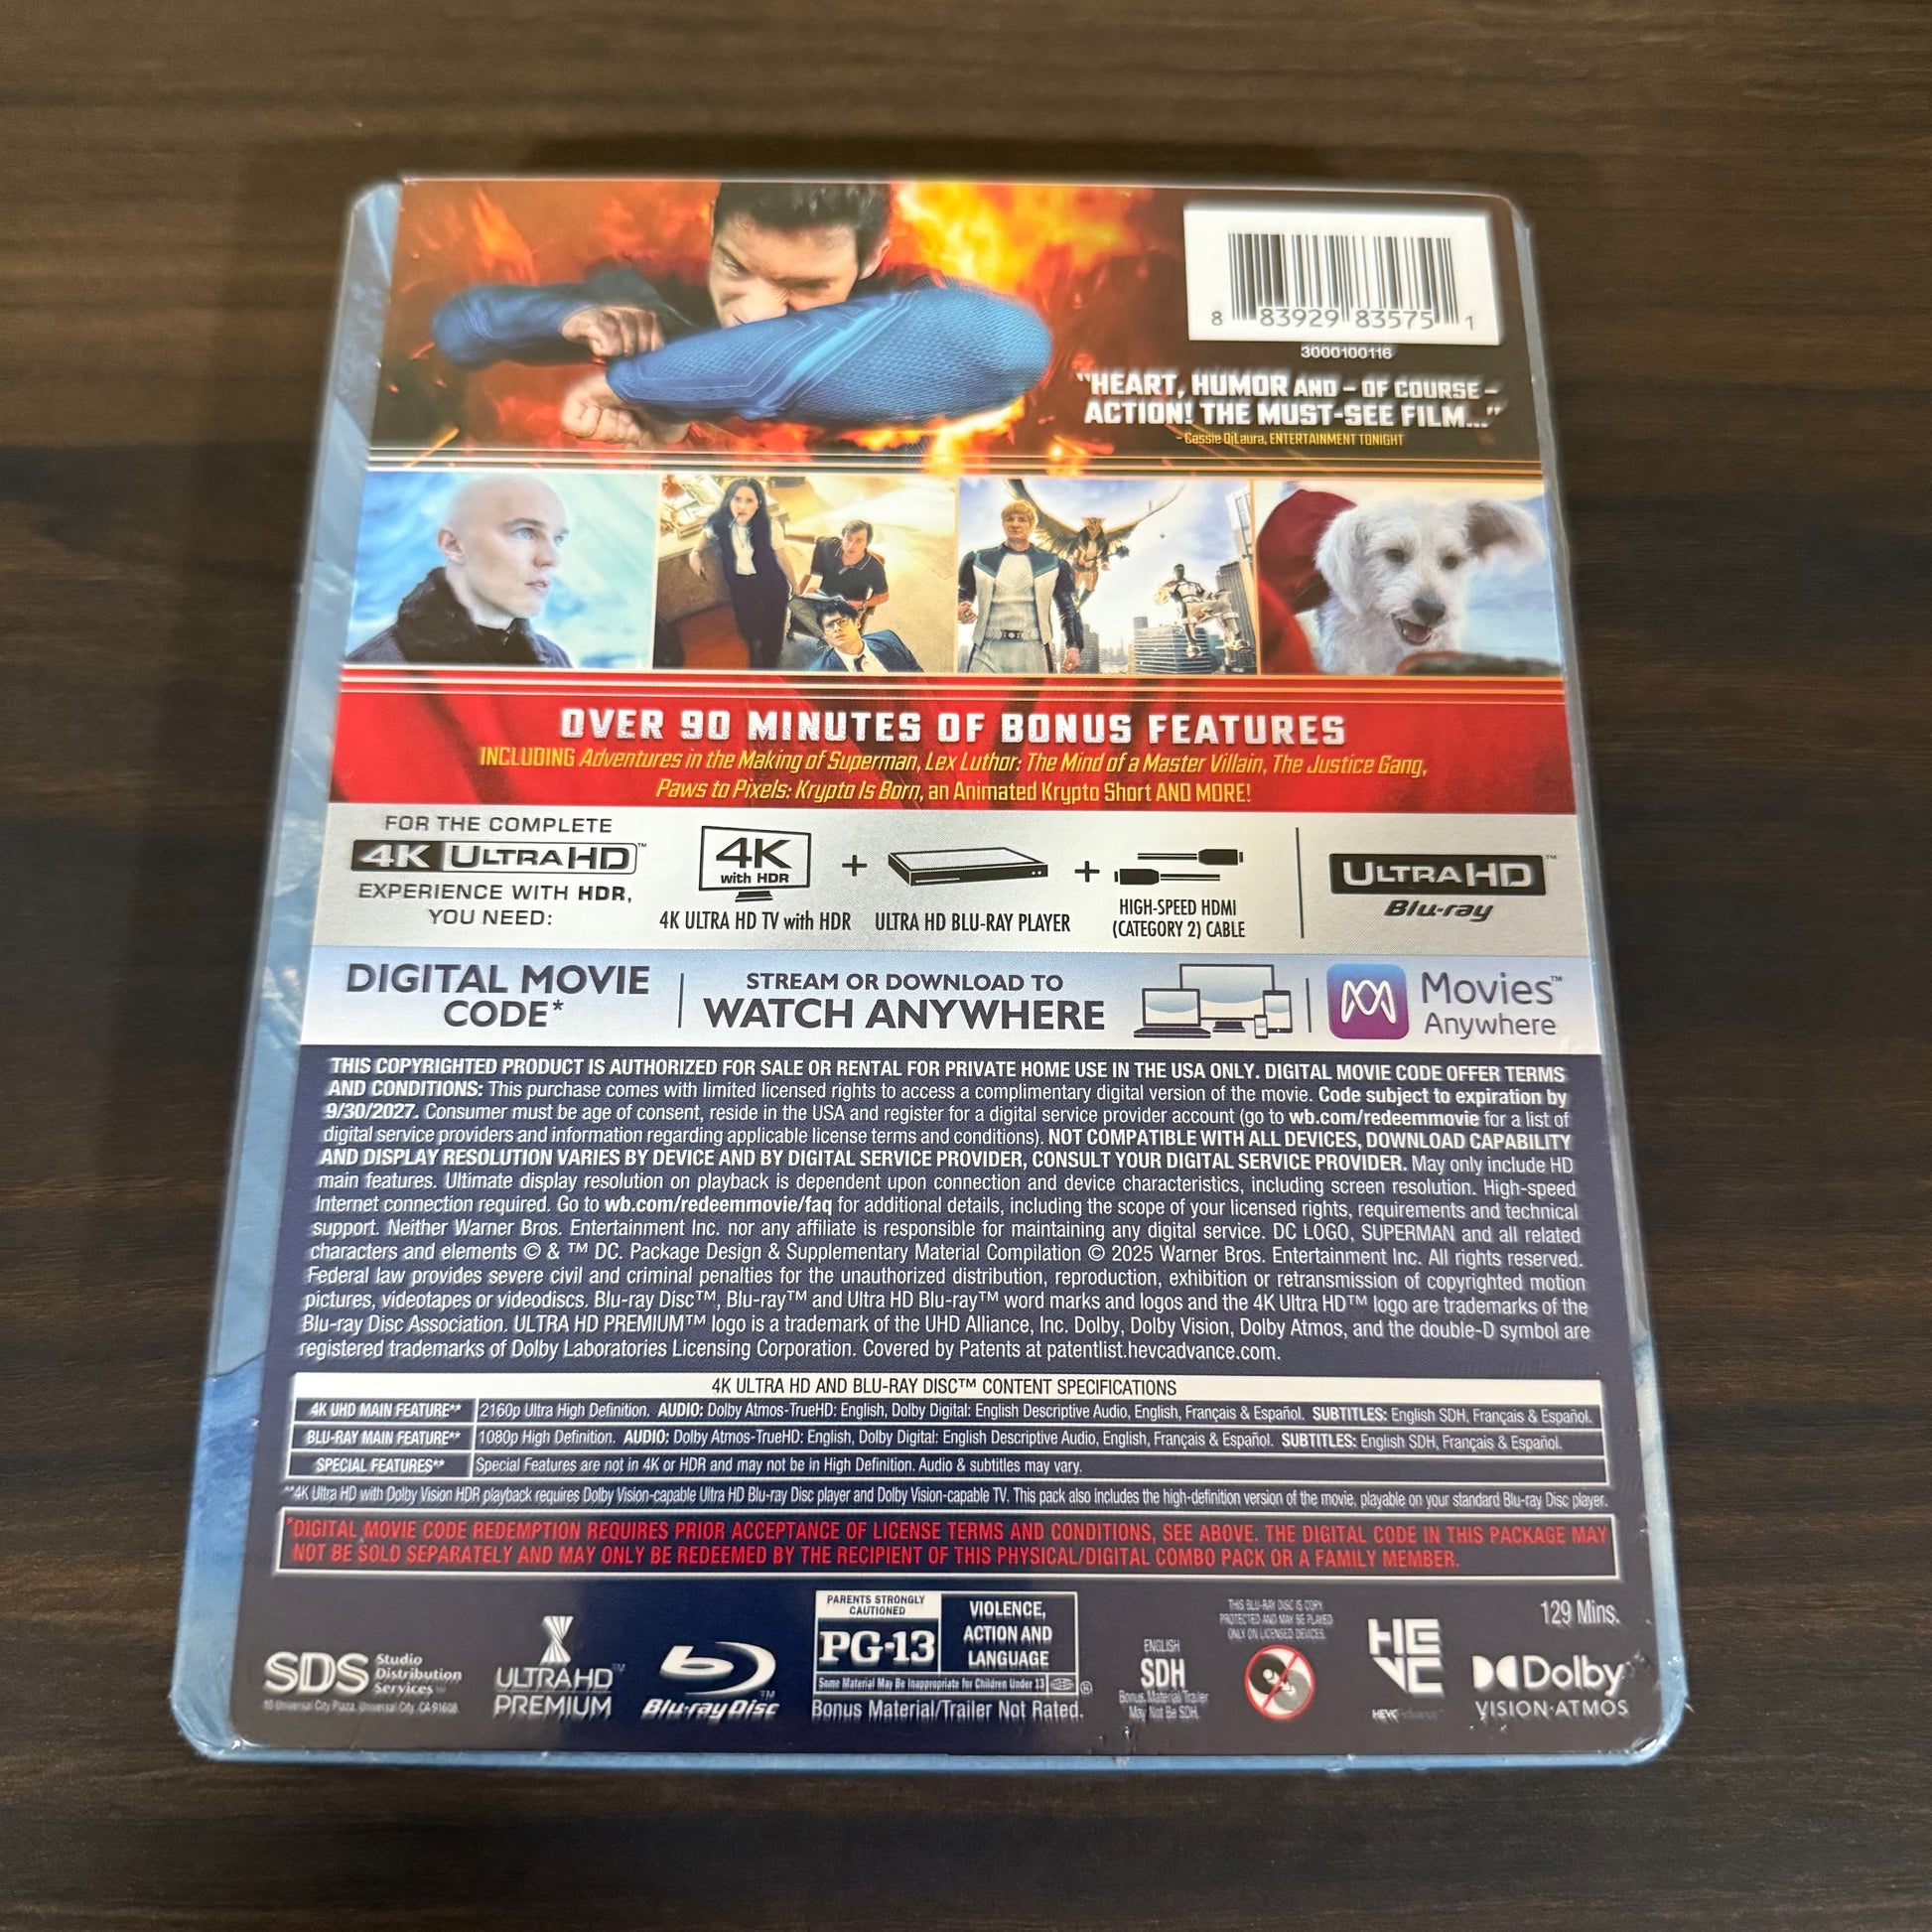 8 83929 83575 1
3000100116
"HEART, HUMOR AND – OF COURSE –
ACTION! THE MUST-SEE FILM..."
– Cassie DiLaura, ENTERTAINMENT TONIGHT
OVER 90 MINUTES OF BONUS FEATURES
INCLUDING Adventures in the Making of Superman, Lex Luthor: The Mind of a Master Villain, The Justice Gang,
Paws to Pixels: Krypto Is Born, an Animated Krypto Short AND MORE!
FOR THE COMPLETE
4K ULTRA HD™
EXPERIENCE WITH HDR,
YOU NEED:
4K
with HDR
4K ULTRA HD TV with HDR
+
ULTRA HD BLU-RAY PLAYER
+
HIGH-SPEED HDMI
(CATEGORY 2) CABLE
ULTRA HD™
Blu-ray
DIGITAL MOVIE
CODE*
STREAM OR DOWNLOAD TO
WATCH ANYWHERE
Movies™
Anywhere
THIS COPYRIGHTED PRODUCT IS AUTHORIZED FOR SALE OR RENTAL FOR PRIVATE HOME USE IN THE USA ONLY. DIGITAL MOVIE CODE OFFER TERMS
AND CONDITIONS: This purchase comes with limited licensed rights to access a complimentary digital version of the movie. Code subject to expiration by
9/30/2027. Consumer must be age of consent, reside in the USA and register for a digital service provider account (go to wb.com/redeemmovie for a list of
digital service providers and information regarding applicable license terms and conditions). NOT COMPATIBLE WITH ALL DEVICES, DOWNLOAD CAPABILITY
AND DISPLAY RESOLUTION VARIES BY DEVICE AND BY DIGITAL SERVICE PROVIDER, CONSULT YOUR DIGITAL SERVICE PROVIDER. May only include HD
main features. Ultimate display resolution on playback is dependent upon connection and device characteristics, including screen resolution. High-speed
Internet connection required. Go to wb.com/redeemmovie/faq for additional details, including the scope of your licensed rights, requirements and technical
support. Neither Warner Bros. Entertainment Inc. nor any affiliate is responsible for maintaining any digital service. DC LOGO, SUPERMAN and all related
characters and elements © & ™ DC. Package Design & Supplementary Material Compilation © 2025 Warner Bros. Entertainment Inc. All rights reserved.
Federal law provides severe civil and criminal penalties for the unauthorized distribution, reproduction, exhibition or retransmission of copyrighted motion
pictures, videotapes or videodiscs. Blu-ray Disc™, Blu-ray™ and Ultra HD Blu-ray™ word marks and logos and the 4K Ultra HD™ logo are trademarks of the
Blu-ray Disc Association. ULTRA HD PREMIUM™ logo is a trademark of the UHD Alliance, Inc. Dolby, Dolby Vision, Dolby Atmos, and the double-D symbol are
registered trademarks of Dolby Laboratories Licensing Corporation. Covered by Patents at patentlist.hevcadvance.com.
4K ULTRA HD AND BLU-RAY DISC™ CONTENT SPECIFICATIONS
4K UHD MAIN FEATURE** 2160p Ultra High Definition. AUDIO: Dolby Atmos-TrueHD: English, Dolby Digital: English Descriptive Audio, English, Français & Español. SUBTITLES: English SDH, Français & Español.
BLU-RAY MAIN FEATURE** 1080p High Definition. AUDIO: Dolby Atmos-TrueHD: English, Dolby Digital: English Descriptive Audio, English, Français & Español. SUBTITLES: English SDH, Français & Español.
SPECIAL FEATURES** Special Features are not in 4K or HDR and may not be in High Definition. Audio & subtitles may vary.
**4K Ultra HD with Dolby Vision HDR playback requires Dolby Vision-capable Ultra HD Blu-ray Disc player and Dolby Vision-capable TV. This pack also includes the high-definition version of the movie, playable on your standard Blu-ray Disc player.
*DIGITAL MOVIE CODE REDEMPTION REQUIRES PRIOR ACCEPTANCE OF LICENSE TERMS AND CONDITIONS, SEE ABOVE. THE DIGITAL CODE IN THIS PACKAGE MAY
NOT BE SOLD SEPARATELY AND MAY ONLY BE REDEEMED BY THE RECIPIENT OF THIS PHYSICAL/DIGITAL COMBO PACK OR A FAMILY MEMBER.
SDS Studio
Distribution
Services™
10 Universal City Plaza, Universal City, CA 91608
ULTRA HD™
PREMIUM
Blu-ray Disc™
PARENTS STRONGLY
CAUTIONED
PG-13
VIOLENCE,
ACTION AND
LANGUAGE
Some Material May Be Inappropriate for Children Under 13
®
Bonus Material/Trailer Not Rated.
ENGLISH
SDH
Bonus Material/Trailer
May Not Be SDH.
THIS BLU-RAY DISC IS COPY
PROTECTED AND MAY BE PLAYED
ONLY ON LICENSED DEVICES.
HEVC
HEVC Advance™
129 Mins.
Dolby
VISION·ATMOS